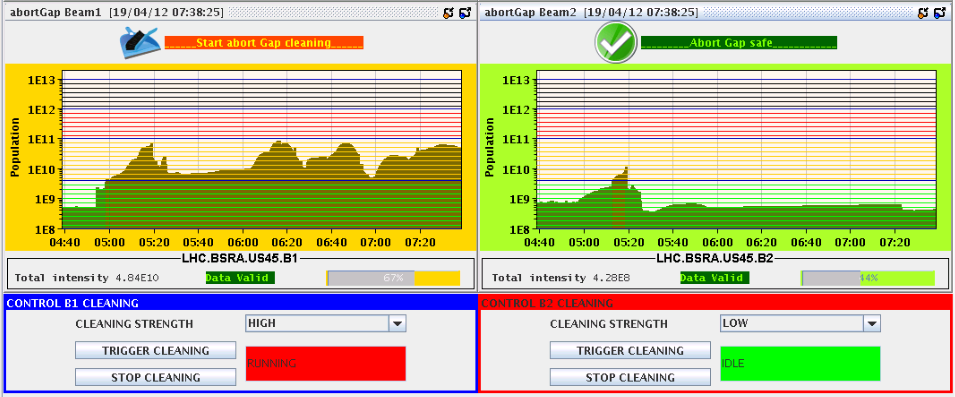 abortGap Beam1 [19/04/12 07:38:25]
_____Start abort Gap cleaning_____
Population
1E13
1E12
1E11
1E10
1E9
1E8
04:40 05:00 05:20 05:40 06:00 06:20 06:40 07:00 07:20
LHC.BSRA.US45.B1
Total intensity 4.84E10 Data Valid 67%
CONTROL B1 CLEANING
CLEANING STRENGTH HIGH
TRIGGER CLEANING
RUNNING
STOP CLEANING
abortGap Beam2 [19/04/12 07:38:25]
________Abort Gap safe___________
Population
1E13
1E12
1E11
1E10
1E9
1E8
04:40 05:00 05:20 05:40 06:00 06:20 06:40 07:00 07:20
LHC.BSRA.US45.B2
Total intensity 4.28E8 Data Valid 44%
CONTROL B2 CLEANING
CLEANING STRENGTH LOW
TRIGGER CLEANING
IDLE
STOP CLEANING